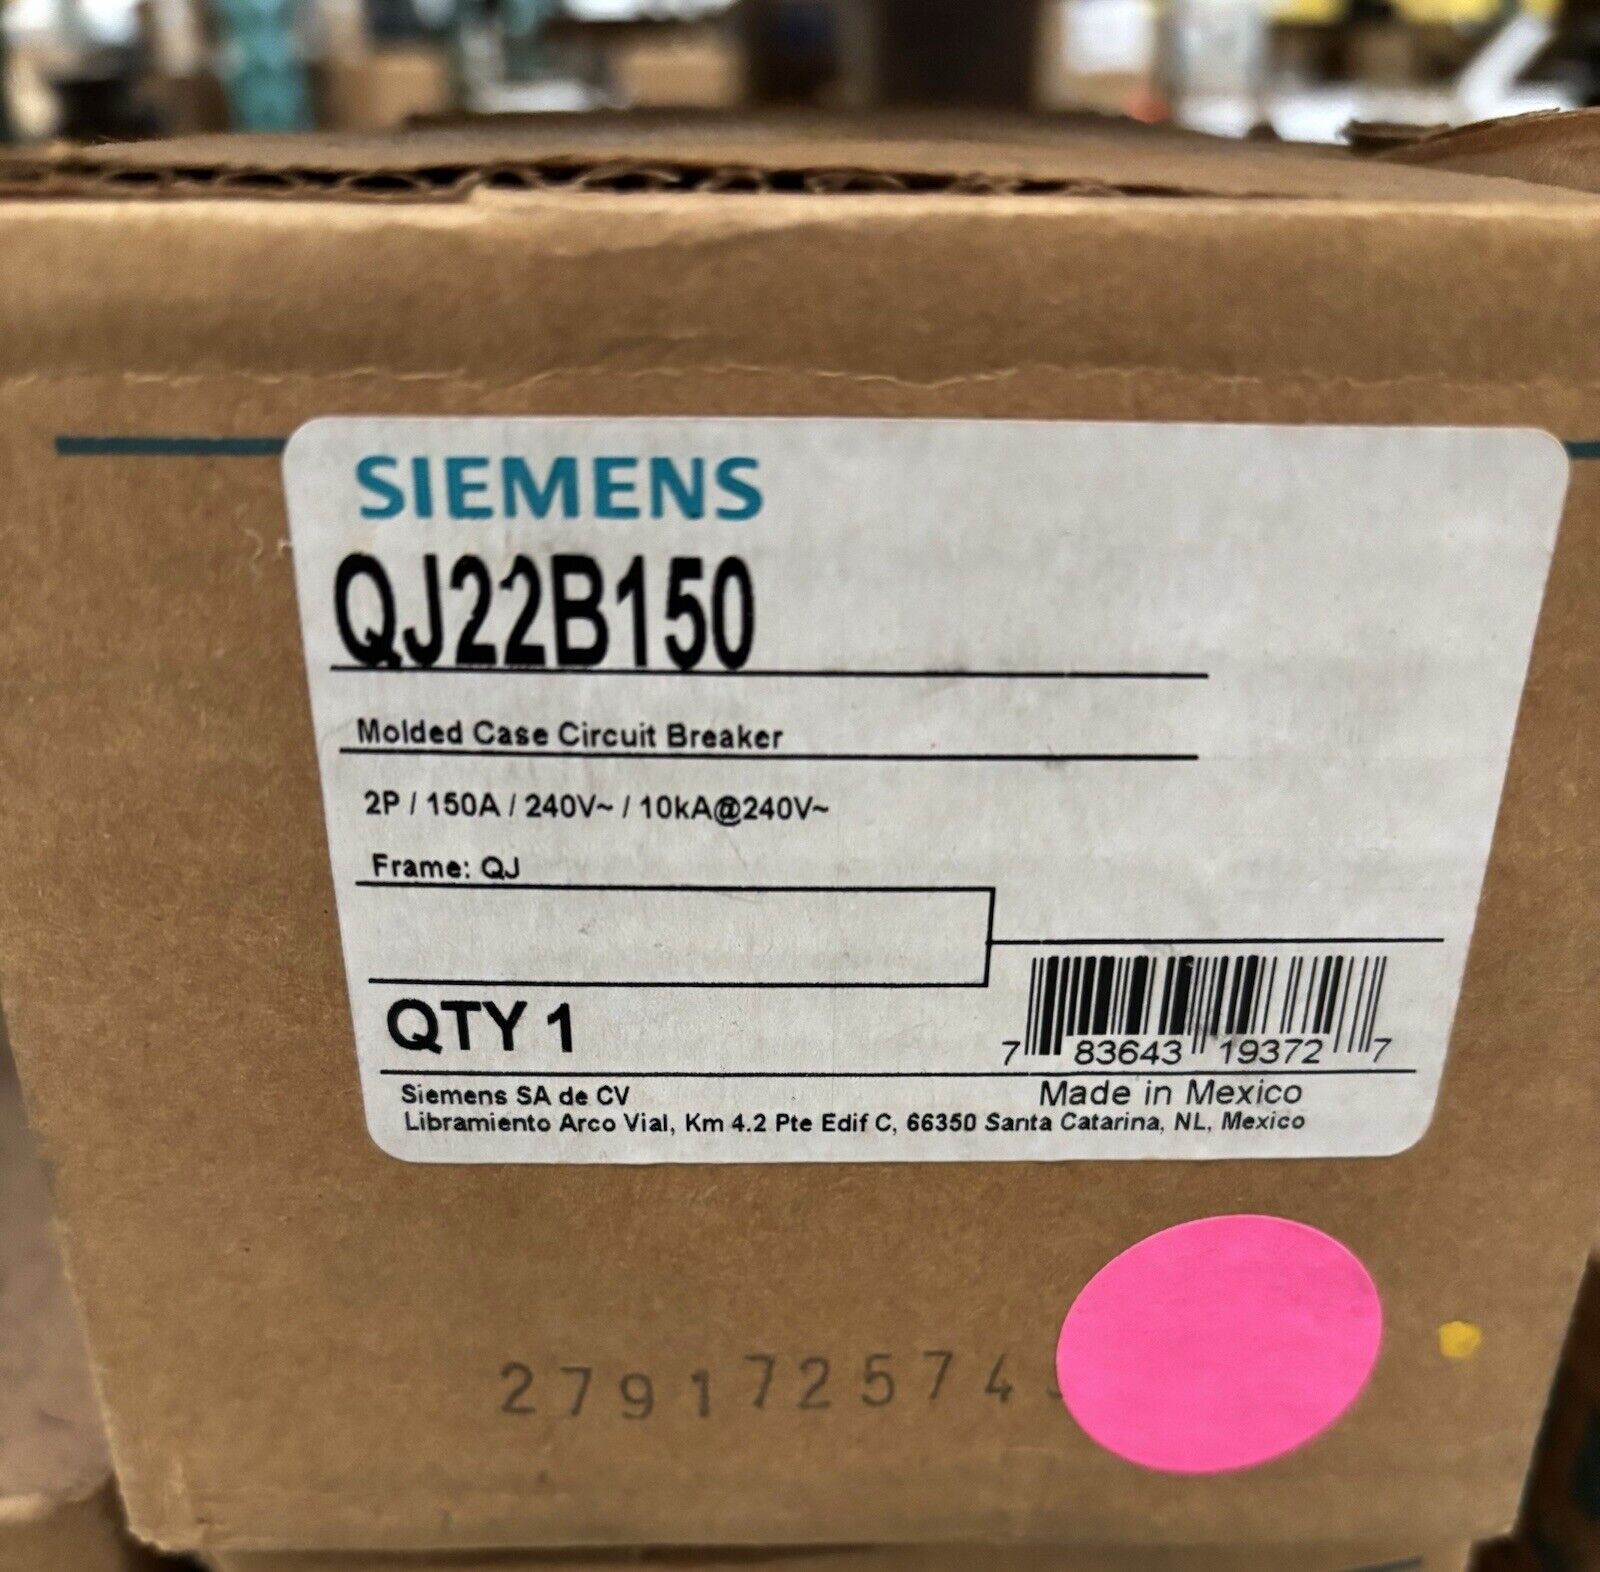 SIEMENS
QJ22B150
Molded Case Circuit Breaker
2P / 150A / 240V~ / 10kA@240V~
Frame: QJ
QTY 1
7 83643 19372 7
Made in Mexico
Siemens SA de CV
Libramiento Arco Vial, Km 4.2 Pte Edif C, 66350 Santa Catarina, NL, Mexico
279172574